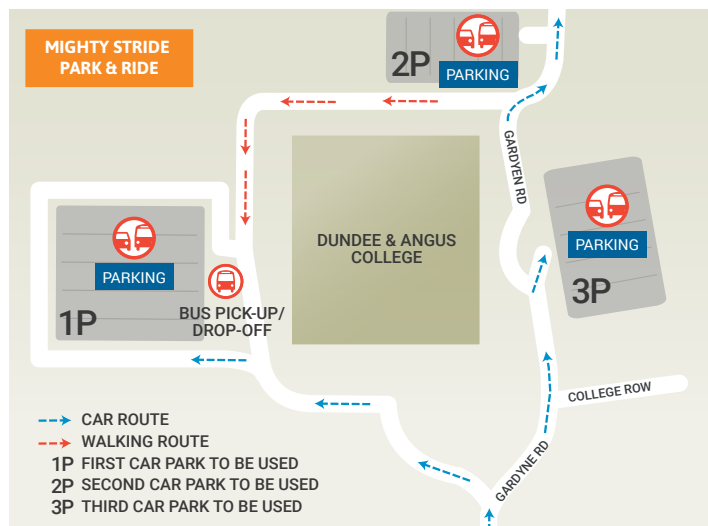 MIGHTY STRIDE
PARK & RIDE
2P
PARKING
GARDYEN RD
DUNDEE & ANGUS
COLLEGE
PARKING
3P
PARKING
1P
BUS PICK-UP/
DROP-OFF
COLLEGE ROW
GARDYNE RD
CAR ROUTE
WALKING ROUTE
1P FIRST CAR PARK TO BE USED
2P SECOND CAR PARK TO BE USED
3P THIRD CAR PARK TO BE USED